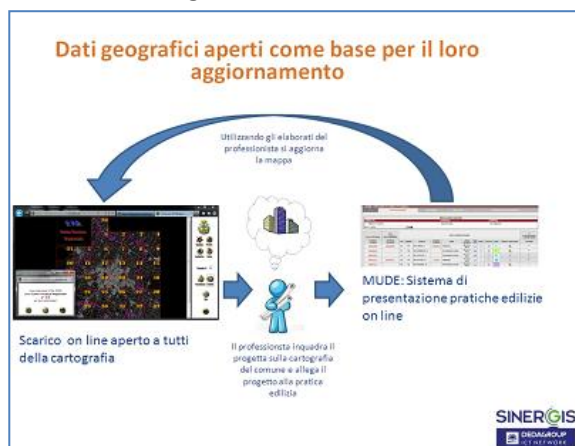 Dati geografici aperti come base per il loro
aggiornamento
Utilizzando gli elaborati del
professionista si aggiorna
la mappa
Scarico on line aperto a tutti
della cartografia
Il professionsta inquadra il
progetta sulla cartografia
del comune e allega il
progetto alla pratica
edilizia
MUDE: Sistema di
presentazione pratiche edilizie
on line
SINERGIS
DEDAGROUP
ICT NETWORK